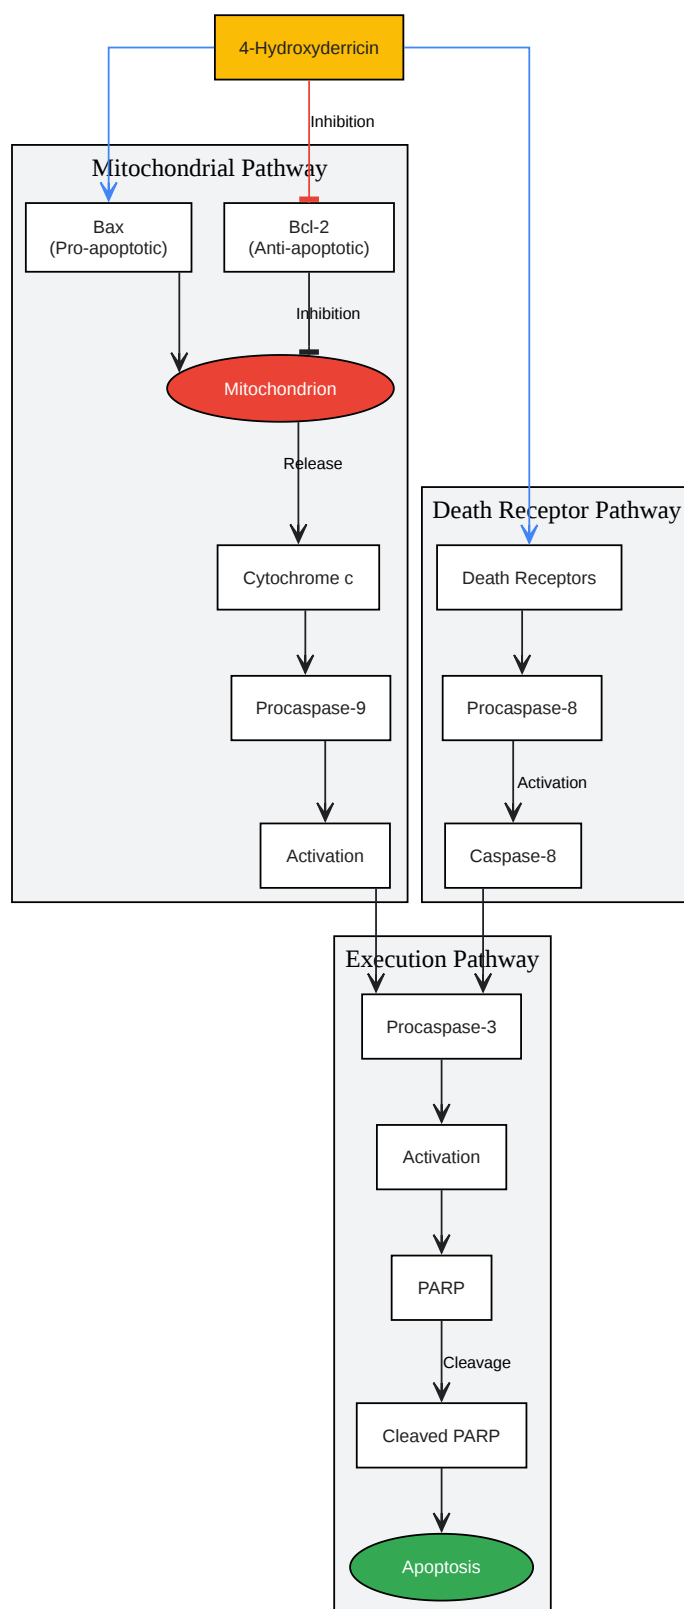 4-Hydroxyderricin
Inhibition
Mitochondrial Pathway
Bax
(Pro-apoptotic)
Bcl-2
(Anti-apoptotic)
Inhibition
Mitochondrion
Release
Death Receptor Pathway
Cytochrome c
Death Receptors
Procaspase-9
Procaspase-8
Activation
Activation
Caspase-8
Execution Pathway
Procaspase-3
Activation
PARP
Cleavage
Cleaved PARP
Apoptosis